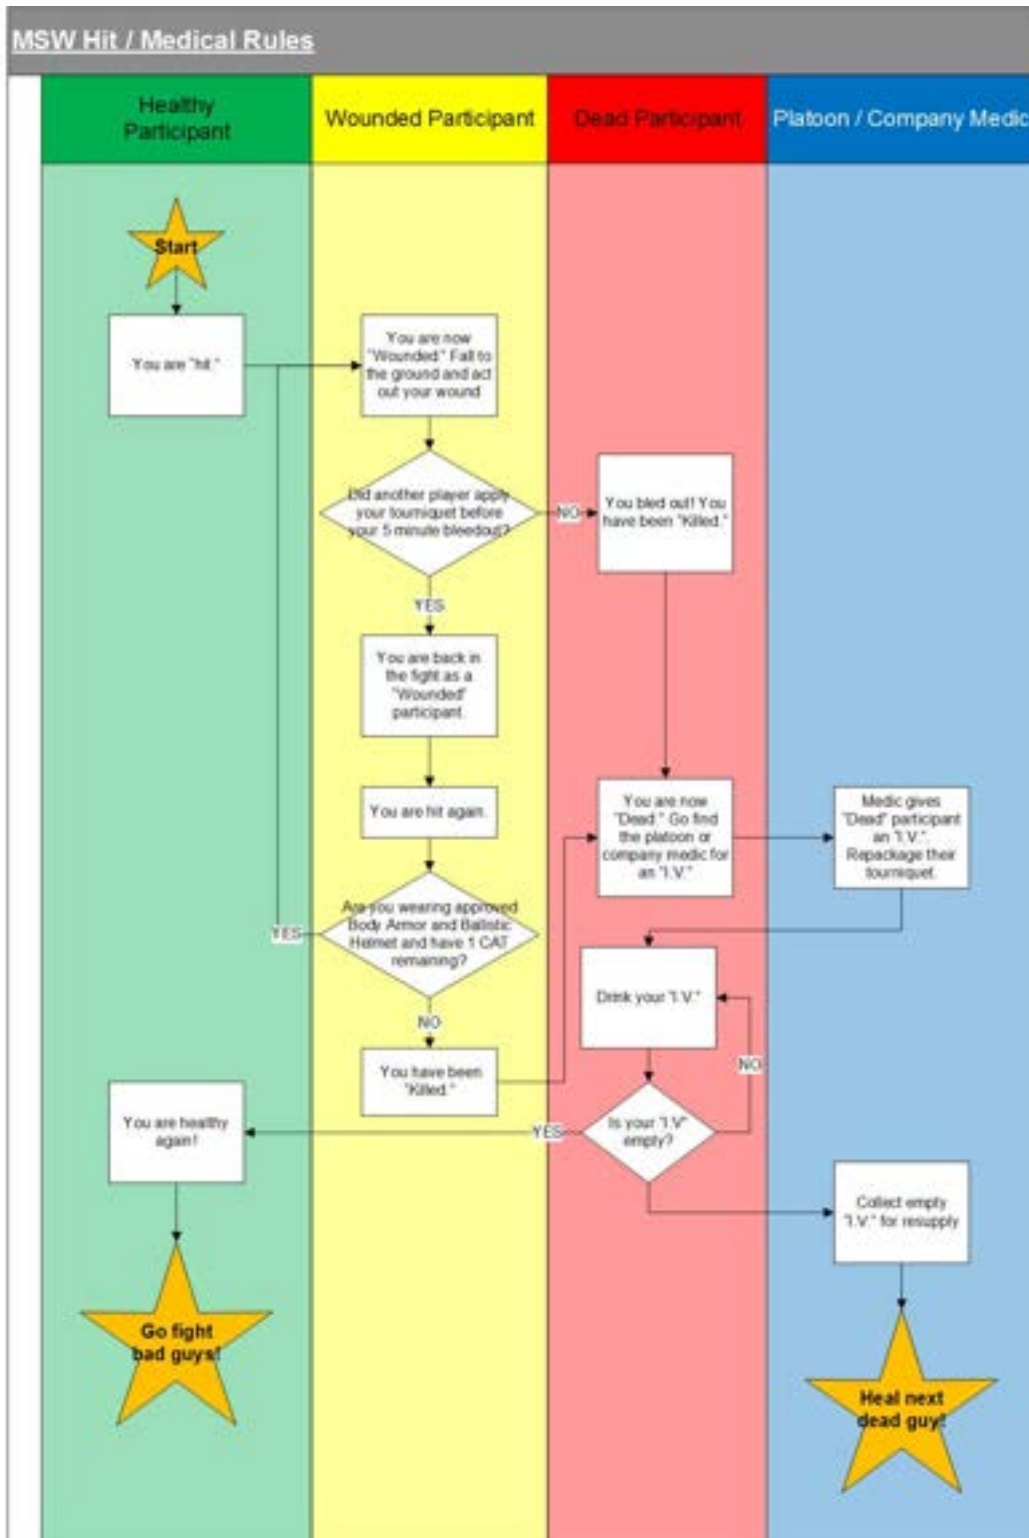 MSW Hit / Medical Rules
Healthy
Participant
Wounded Participant
Dead Participant
Platoon / Company Medic
Start
You are "hit."
You are now
"Wounded." Fall to
the ground and act
out your wound
Did another player apply
your tourniquet before
your 5 minute bleedout?
NO
You bled out! You
have been "Killed."
YES
You are back in
the fight as a
"Wounded"
participant.
You are hit again.
You are now
"Dead." Go find
the platoon or
company medic for
an "I.V."
Medic gives
"Dead" participant
an "I.V.".
Repackage their
tourniquet.
Are you wearing approved
Body Armor and Ballistic
Helmet and have 1 CAT
remaining?
YES
NO
Drink your "I.V."
NO
You have been
"Killed."
You are healthy
again!
YES
Is your "I.V"
empty?
Collect empty
"I.V." for resupply
Go fight
bad guys!
Heal next
dead guy!